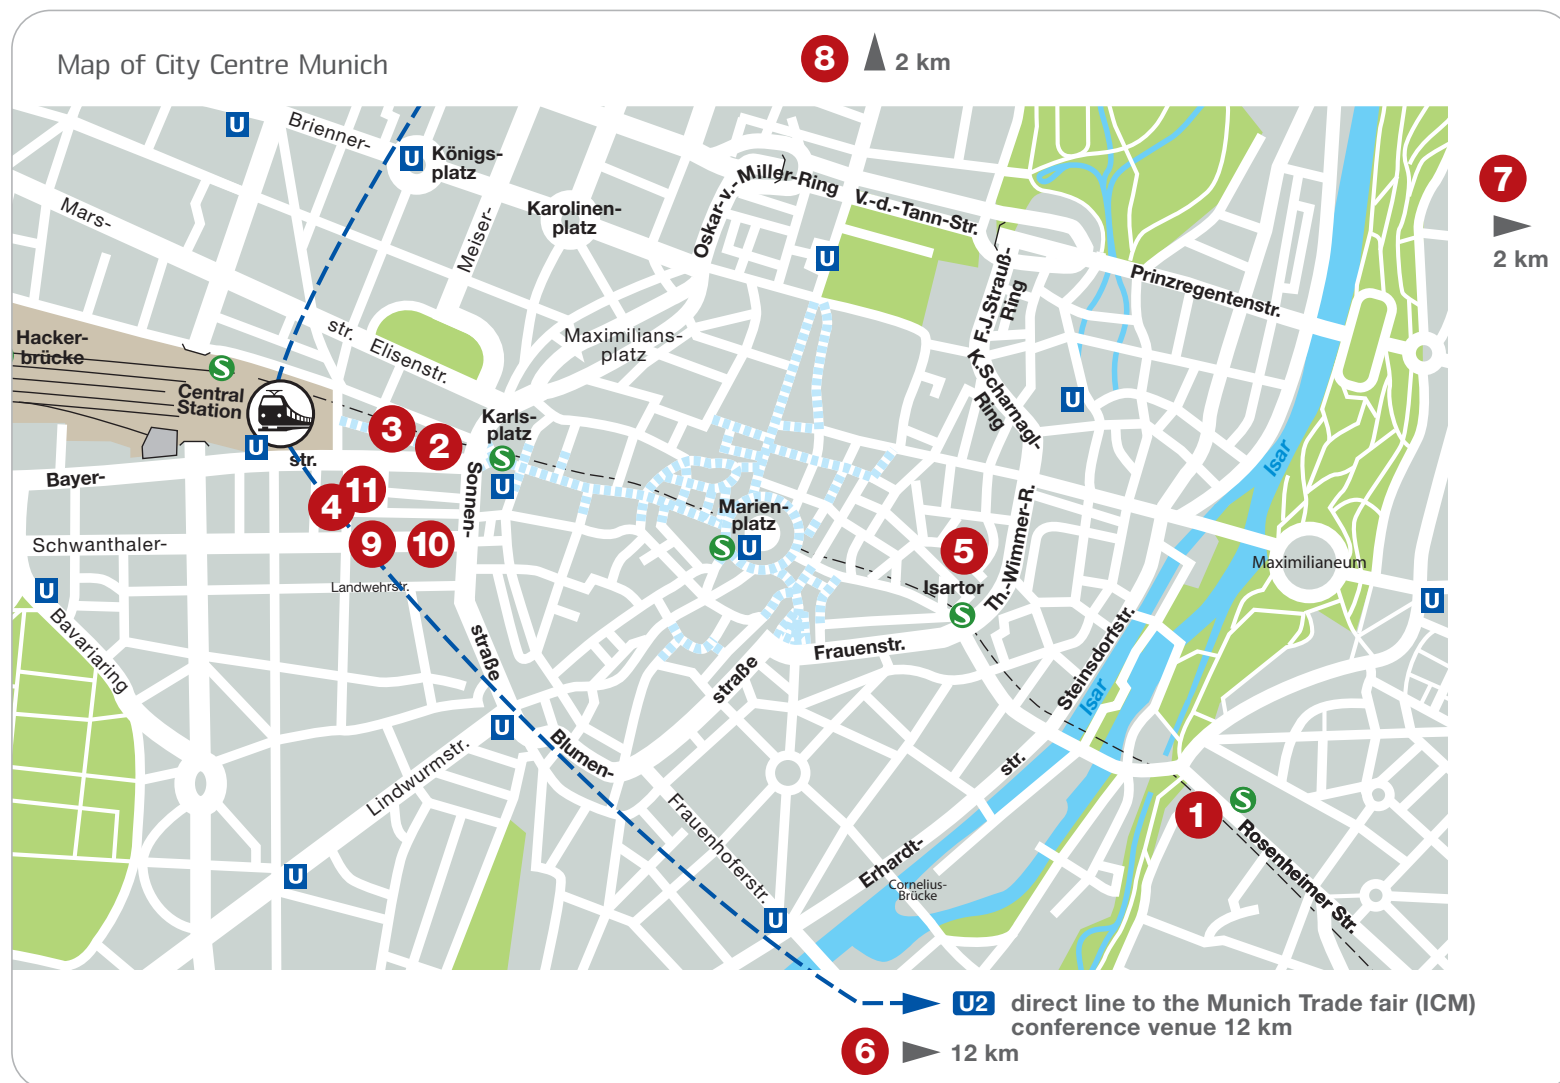 Map of City Centre Munich
8
2 km
7
2 km
U
Brienner-
U
Königs-
platz
Mars-
Meiser-
Karolinen-
platz
Oskar-v.-Miller-Ring
V.-d.-Tann-Str.
U
F.J.Strauß-
Ring
Prinzregentenstr.
Hacker-
brücke
str.
Elisenstr.
Maximilians-
platz
K.Scharnagl-
Ring
S
Central
Station
U
3
2
Karls-
platz
S
U
U
Isar
Bayer-
str.
Sonnen-
11
4
Marien-
platz
S
U
Th.-Wimmer-R.
Schwanthaler-
9
10
5
Isartor
S
Maximilianeum
Landwehrstr.
U
U
Bavariaring
straße
straße
Frauenstr.
Steinsdorfstr.
Isar
U
Lindwurmstr.
Blumen-
str.
Frauenhoferstr.
1
S
Rosenheimer Str.
Erhardt-
Cornelius-
Brücke
U
U
U2
direct line to the Munich Trade fair (ICM)
conference venue 12 km
6
12 km